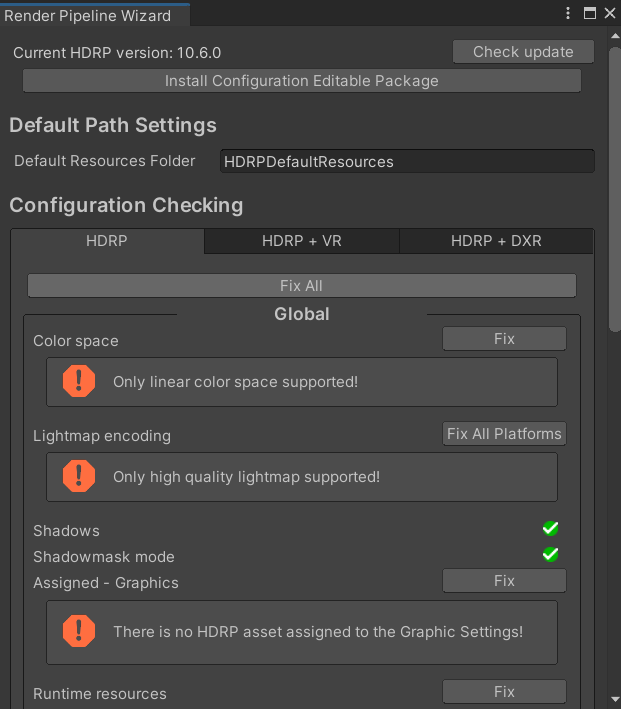 Render Pipeline Wizard
Current HDRP version: 10.6.0
Check update
Install Configuration Editable Package
Default Path Settings
Default Resources Folder
HDRPDefaultResources
Configuration Checking
HDRP
HDRP + VR
HDRP + DXR
Fix All
Global
Color space
Fix
Only linear color space supported!
Lightmap encoding
Fix All Platforms
Only high quality lightmap supported!
Shadows
Shadowmask mode
Assigned - Graphics
Fix
There is no HDRP asset assigned to the Graphic Settings!
Runtime resources
Fix